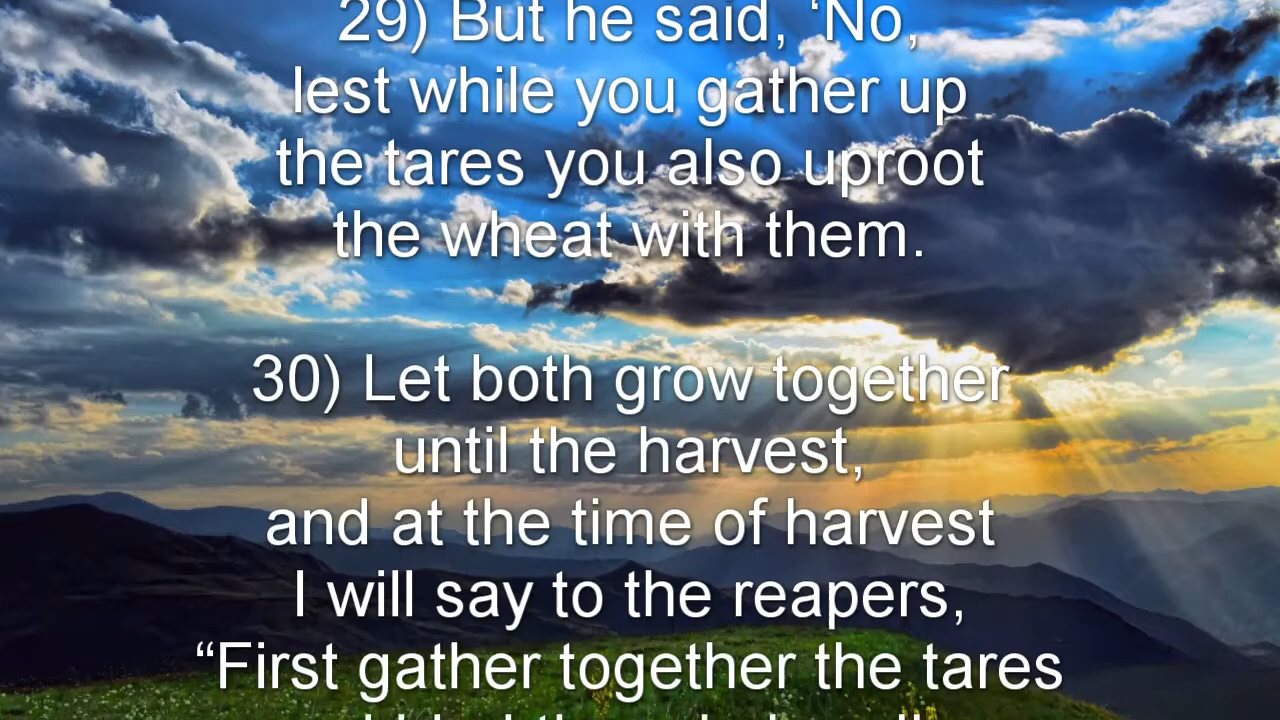 29) But he said, ‘No,
lest while you gather up
the tares you also uproot
the wheat with them.
30) Let both grow together
until the harvest,
and at the time of harvest
I will say to the reapers,
“First gather together the tares